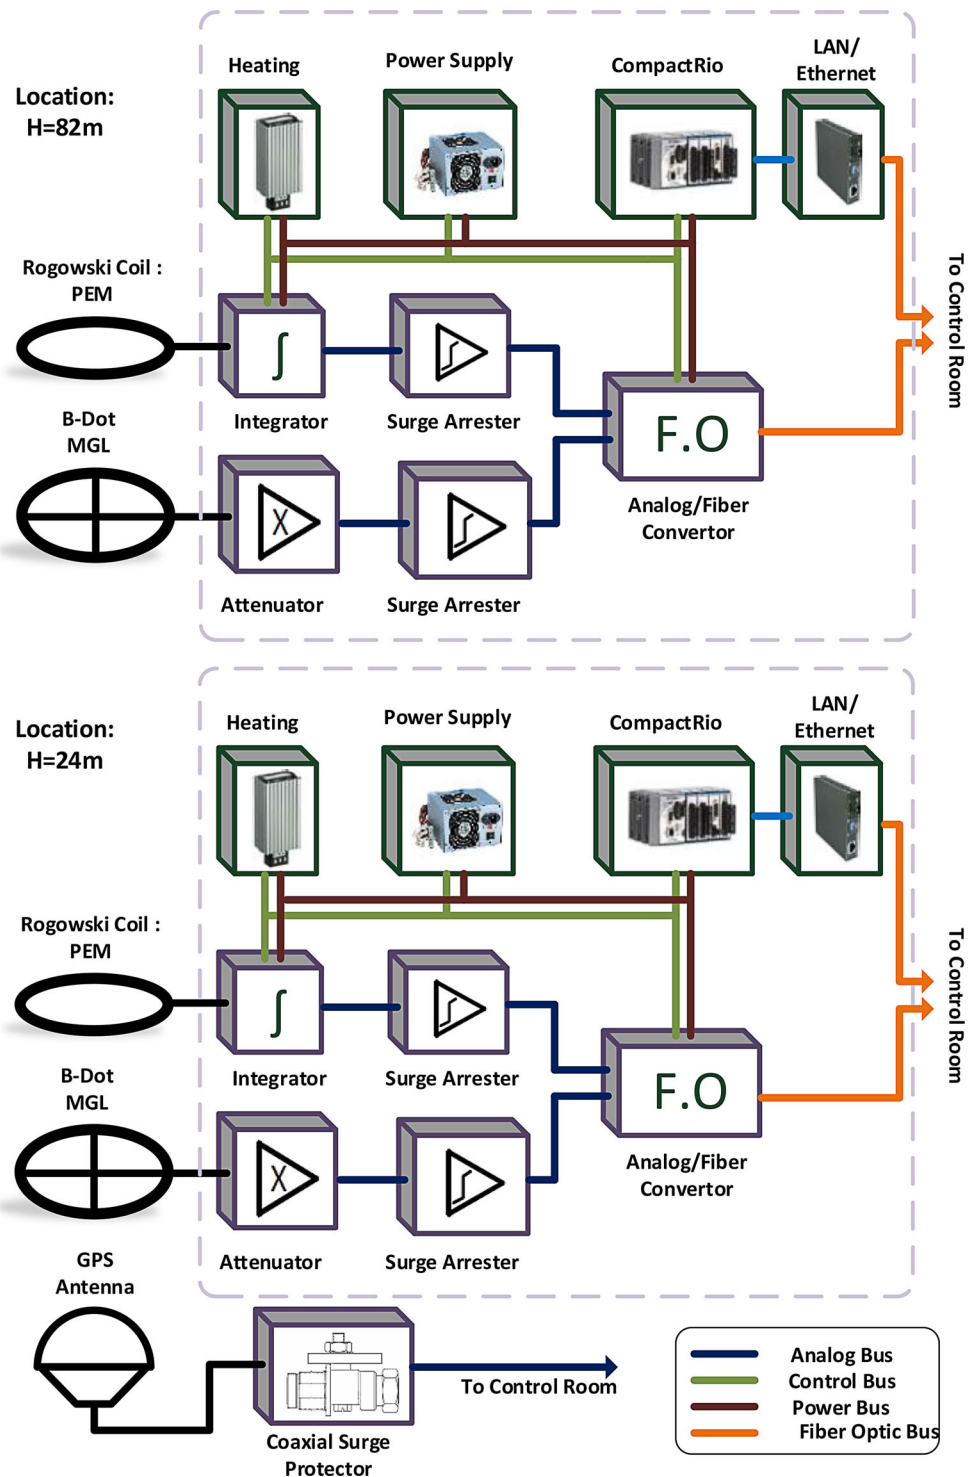 Location:
H=82m
Heating
Power Supply
CompactRio
LAN/
Ethernet
Rogowski Coil :
PEM
∫
Integrator
Surge Arrester
To Control Room
B-Dot
MGL
F.O
Analog/Fiber
Convertor
X
Attenuator
Surge Arrester
Location:
H=24m
Heating
Power Supply
CompactRio
LAN/
Ethernet
Rogowski Coil :
PEM
∫
Integrator
Surge Arrester
To Control Room
B-Dot
MGL
F.O
Analog/Fiber
Convertor
X
Attenuator
Surge Arrester
GPS
Antenna
To Control Room
Coaxial Surge
Protector
Analog Bus
Control Bus
Power Bus
Fiber Optic Bus